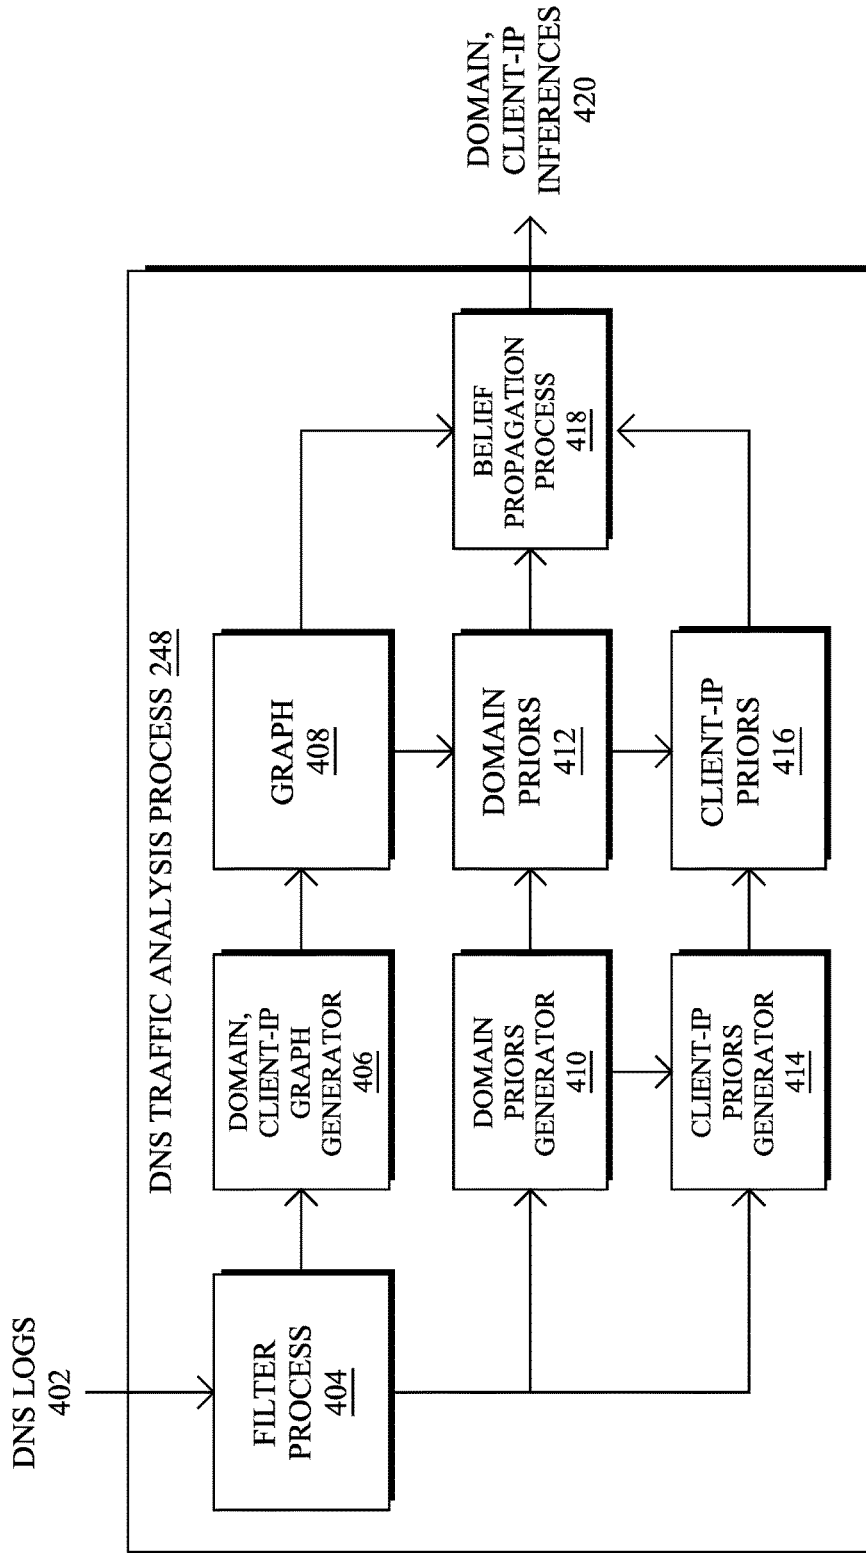 DNS LOGS
402
DNS TRAFFIC ANALYSIS PROCESS 248
FILTER
PROCESS
404
DOMAIN,
CLIENT-IP
GRAPH
GENERATOR
406
GRAPH
408
DOMAIN
PRIORS
GENERATOR
410
DOMAIN
PRIORS
412
CLIENT-IP
PRIORS
GENERATOR
414
CLIENT-IP
PRIORS
416
BELIEF
PROPAGATION
PROCESS
418
DOMAIN,
CLIENT-IP
INFERENCES
420